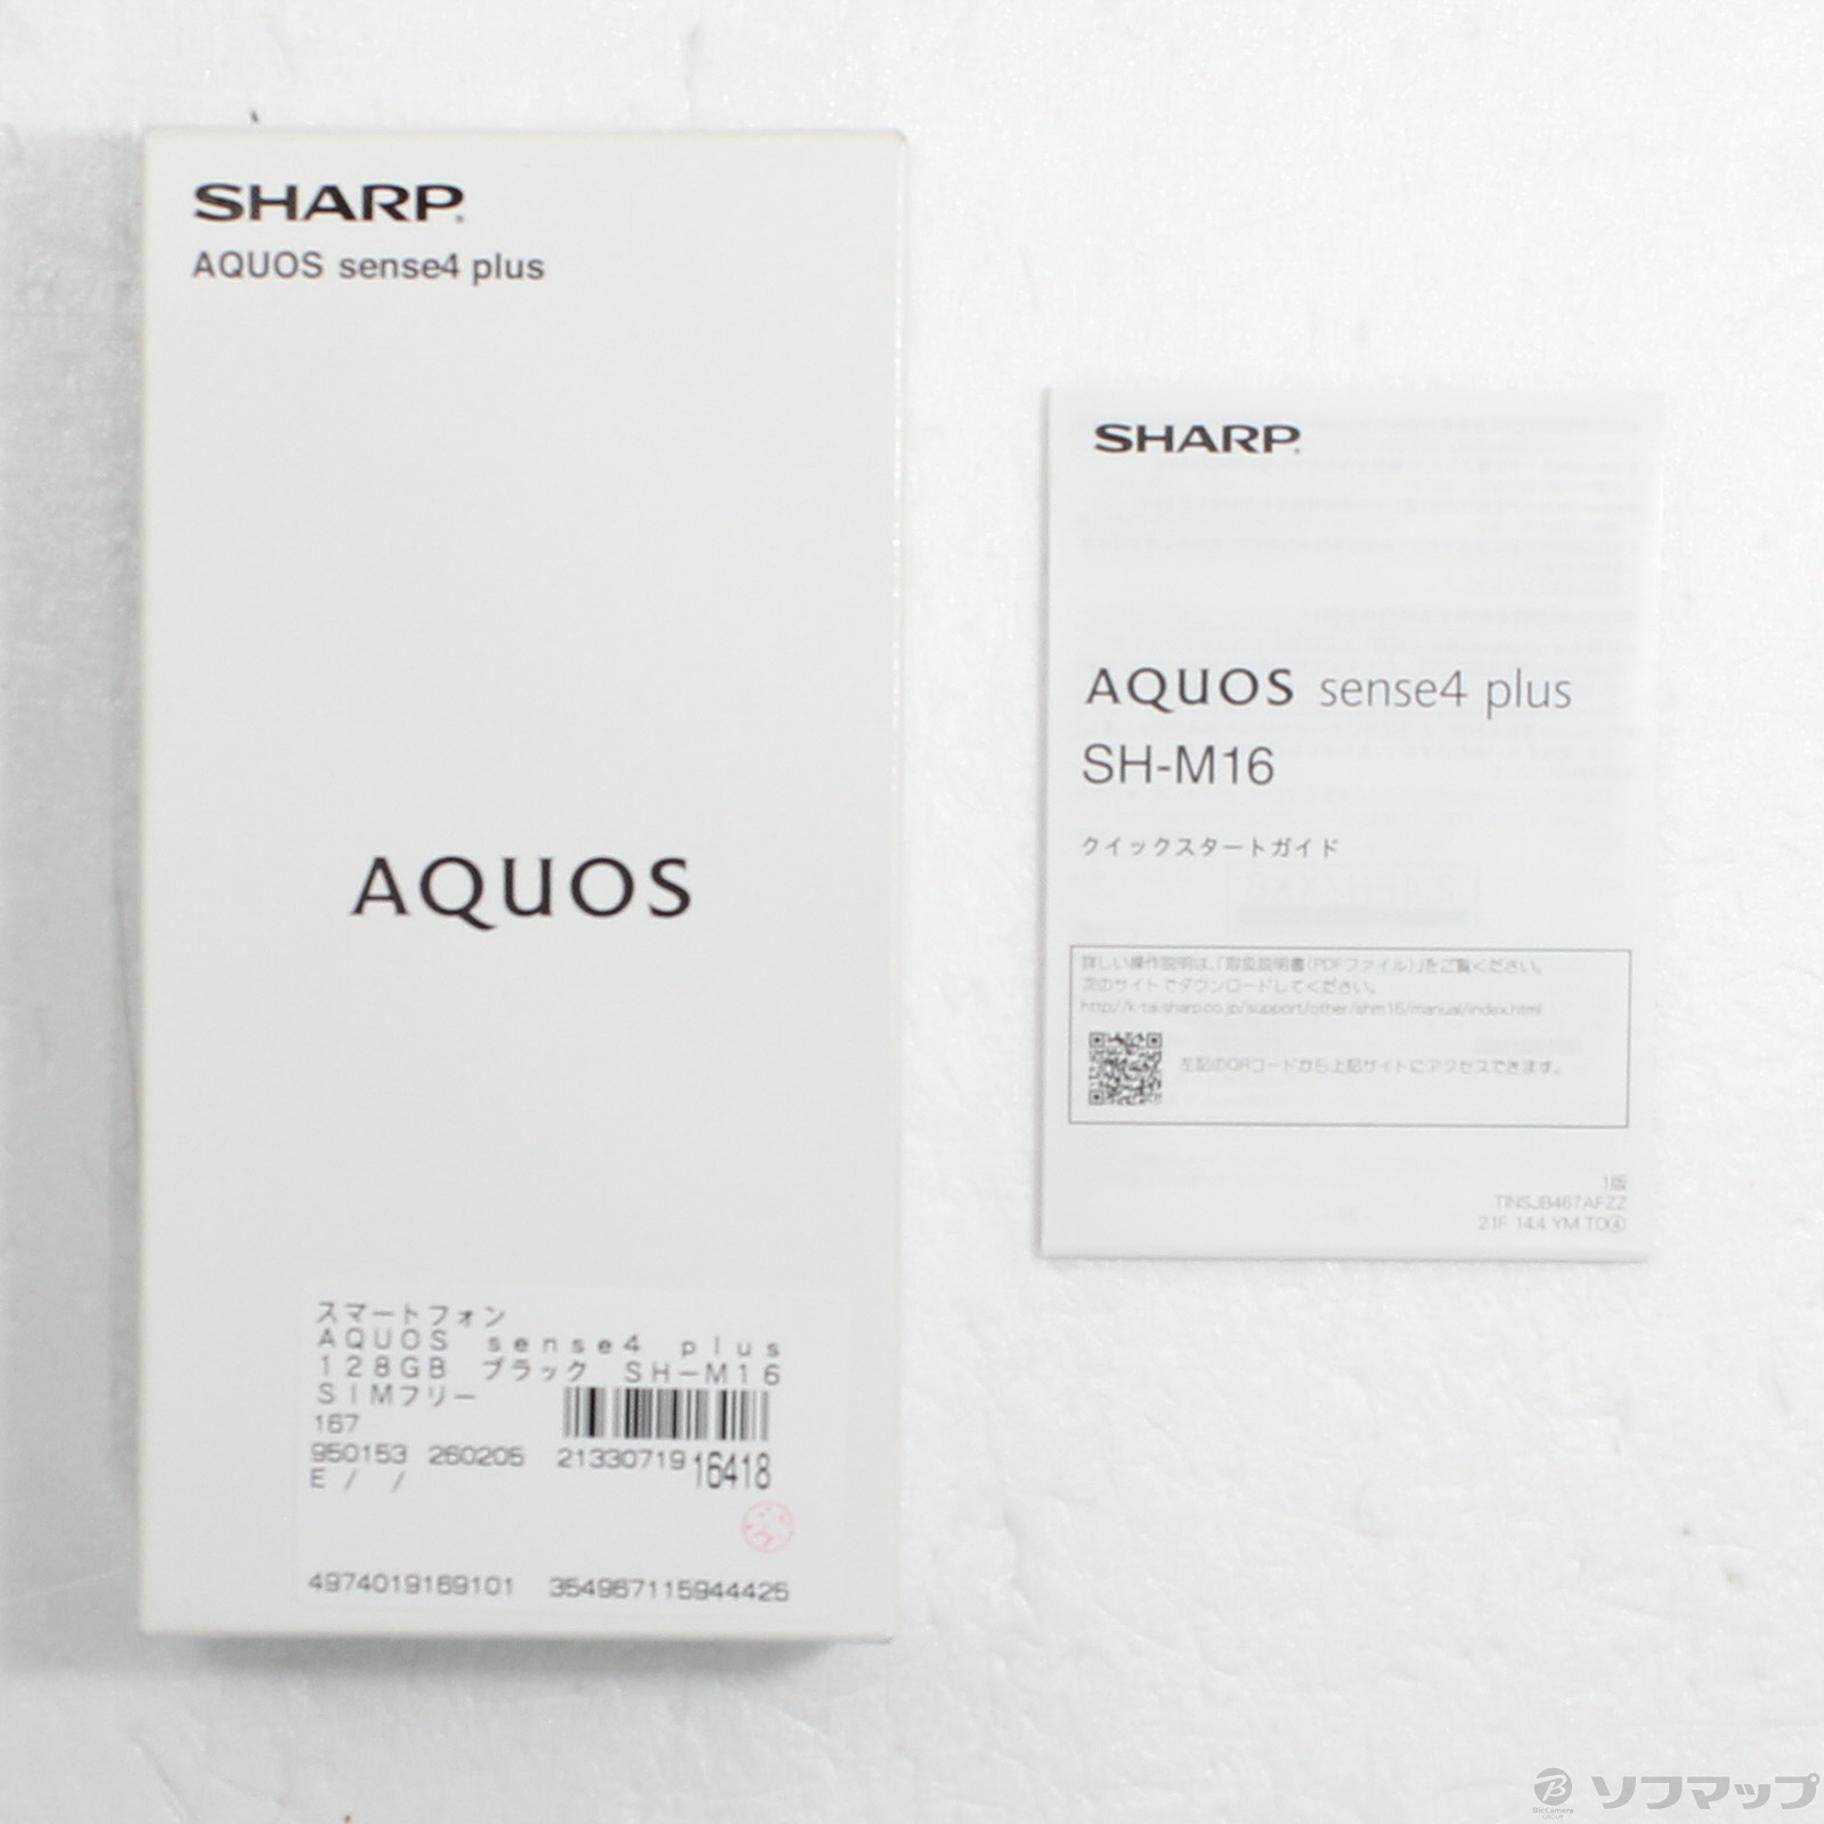 SHARP
AQUOS sense4 plus
AQUOS
スマートフォン
AQUOS sense4 plus
128GB ブラック SH-M16
SIMフリー
167
950153 260205 2133071916418
E / /
4974019169101 354967115944425
SHARP
AQUOS sense4 plus
SH-M16
クイックスタートガイド
詳しい操作説明は、「取扱説明書(PDFファイル)」をご覧ください。
次のサイトでダウンロードしてください。
http://k-tai.sharp.co.jp/support/other/shm16/manual/index.html
左記のQRコードから上記サイトにアクセスできます。
1版
TINSJB467AFZZ
21F 14.4 YM TO④
BicCamera
GROUP
ソフマップ